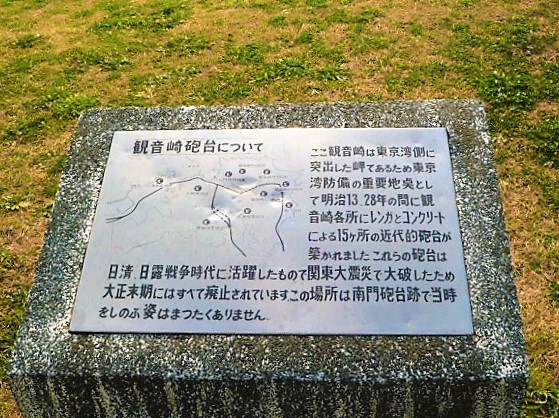 観音崎砲台について
ここ観音崎は東京湾側に
突出した岬てあるため東京
湾防備の重要地奌とし
て明治13、28年の間に観
音崎各所にレンガとコンクリート
による15ヶ所の近代的砲台が
築かれました これらの砲台は
日清、日露戦争時代に活躍したもので関東大震災で大破したため
大正末期にはすべて廃止されています。この場所は南門砲台跡で当時
をしのふ姿はまつたくありません。